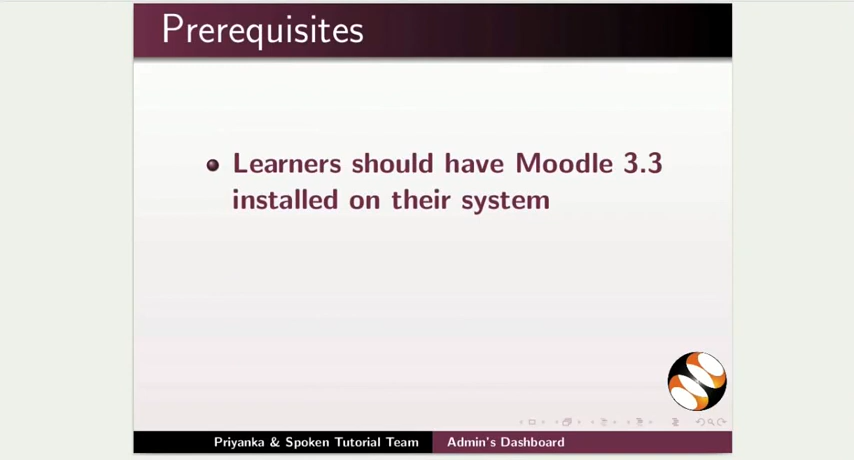 Prerequisites
Learners should have Moodle 3.3
installed on their system
Priyanka & Spoken Tutorial Team
Admin's Dashboard